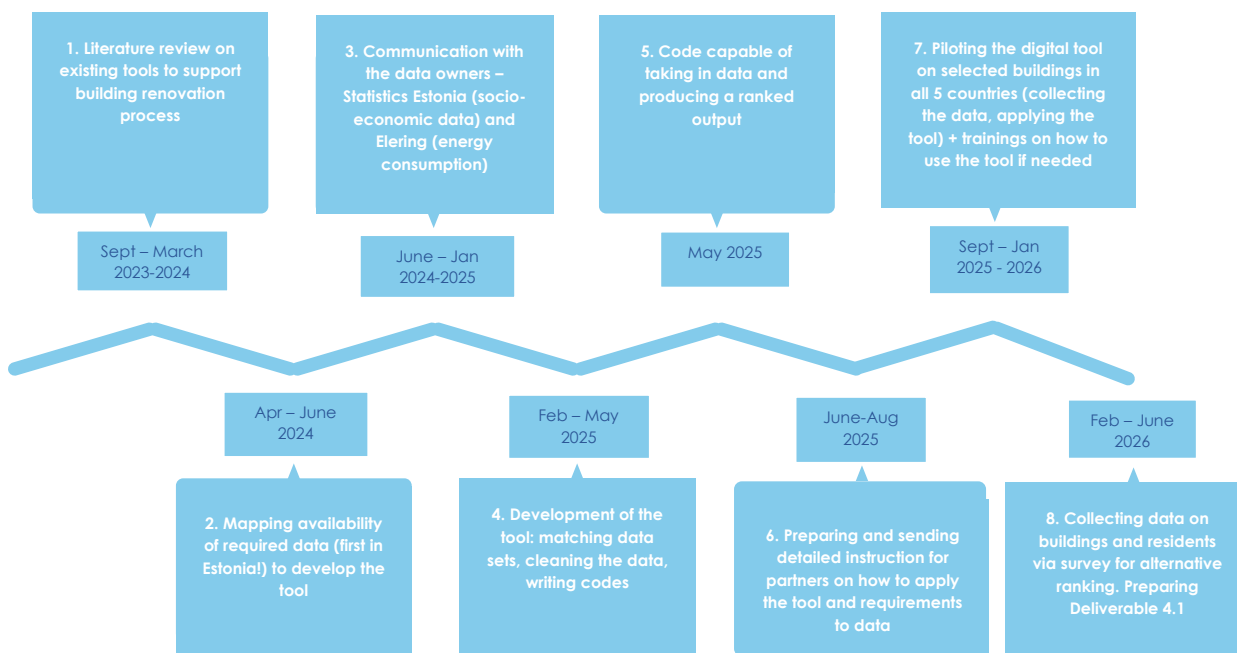 1. Literature review on
existing tools to support
building renovation
process
Sept – March
2023-2024
3. Communication with
the data owners –
Statistics Estonia (socio-
economic data) and
Elering (energy
consumption)
June – Jan
2024-2025
5. Code capable of
taking in data and
producing a ranked
output
May 2025
7. Piloting the digital tool
on selected buildings in
all 5 countries (collecting
the data, applying the
tool) + trainings on how to
use the tool if needed
Sept – Jan
2025 - 2026
Apr – June
2024
2. Mapping availability
of required data (first in
Estonia!) to develop the
tool
Feb – May
2025
4. Development of the
tool: matching data
sets, cleaning the data,
writing codes
June-Aug
2025
6. Preparing and sending
detailed instruction for
partners on how to apply
the tool and requirements
to data
Feb – June
2026
8. Collecting data on
buildings and residents
via survey for alternative
ranking. Preparing
Deliverable 4.1